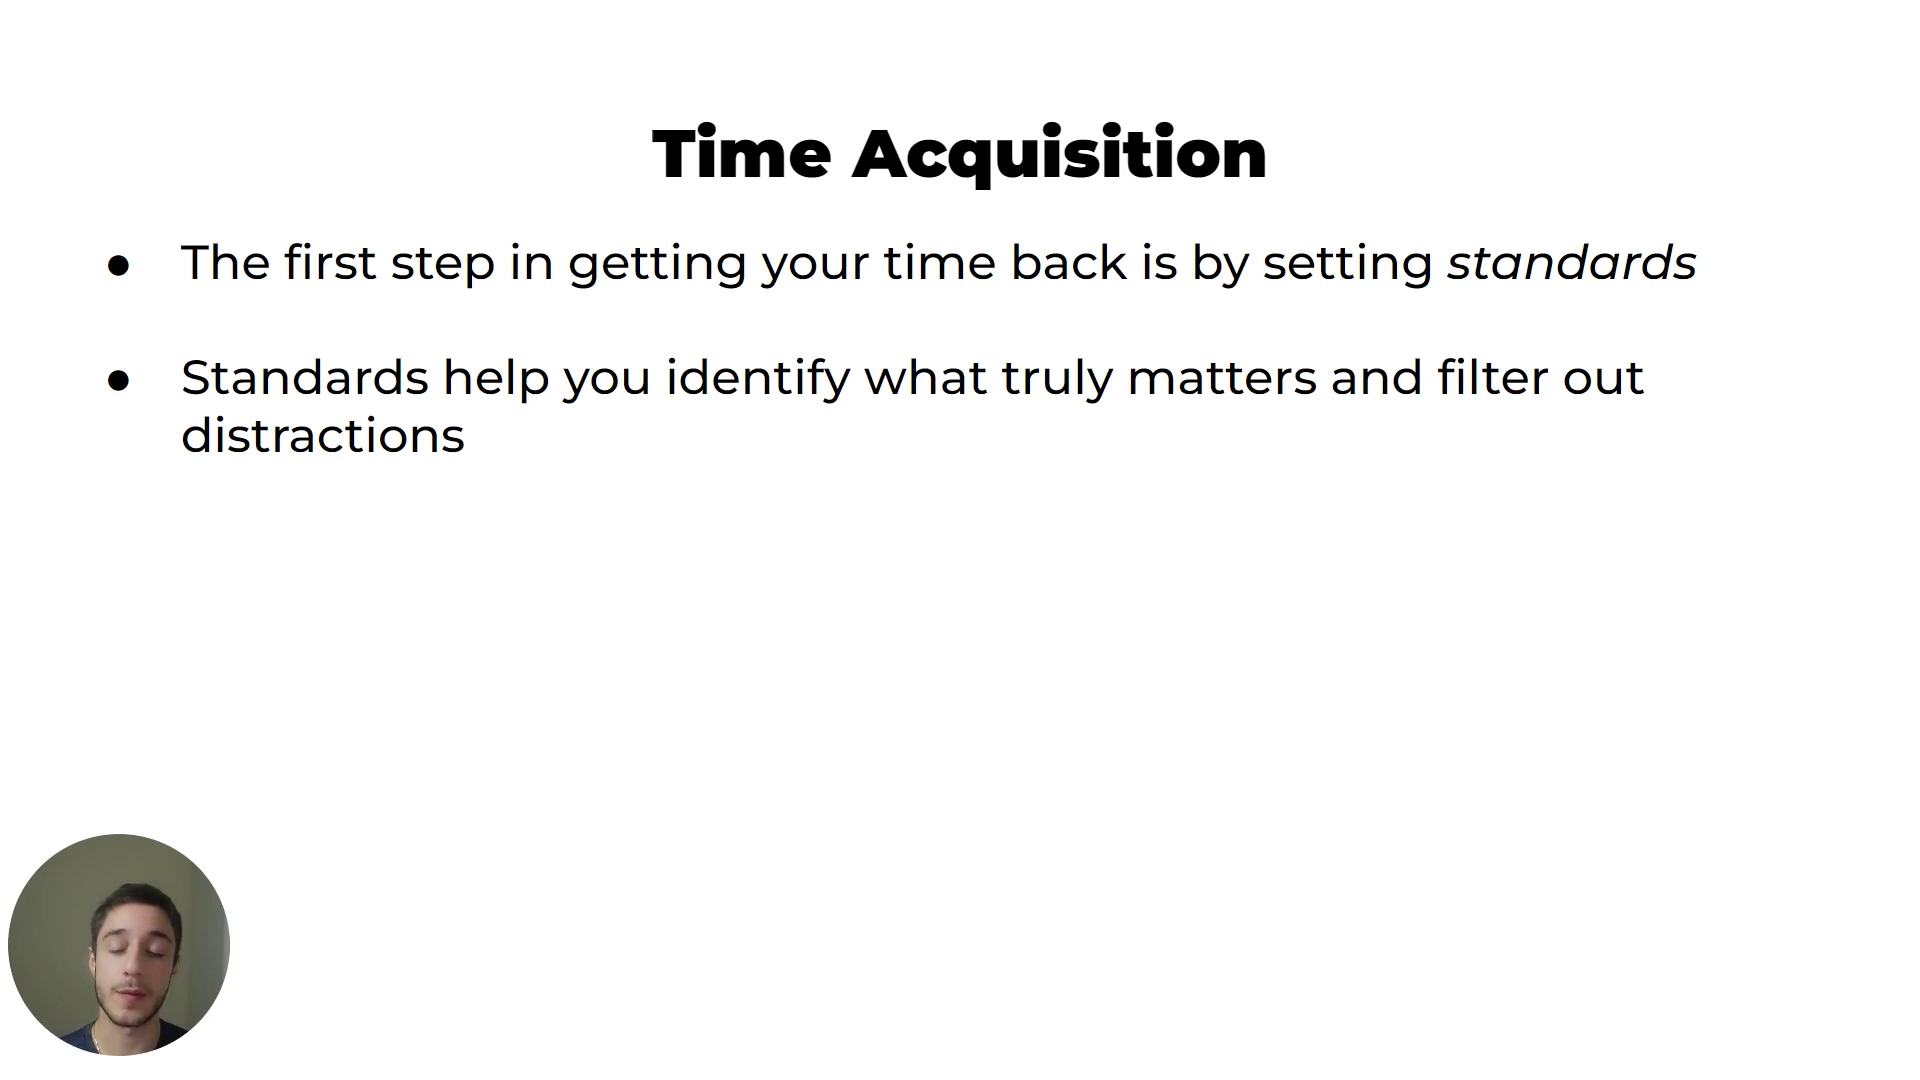 Time Acquisition
● The first step in getting your time back is by setting standards
● Standards help you identify what truly matters and filter out
distractions